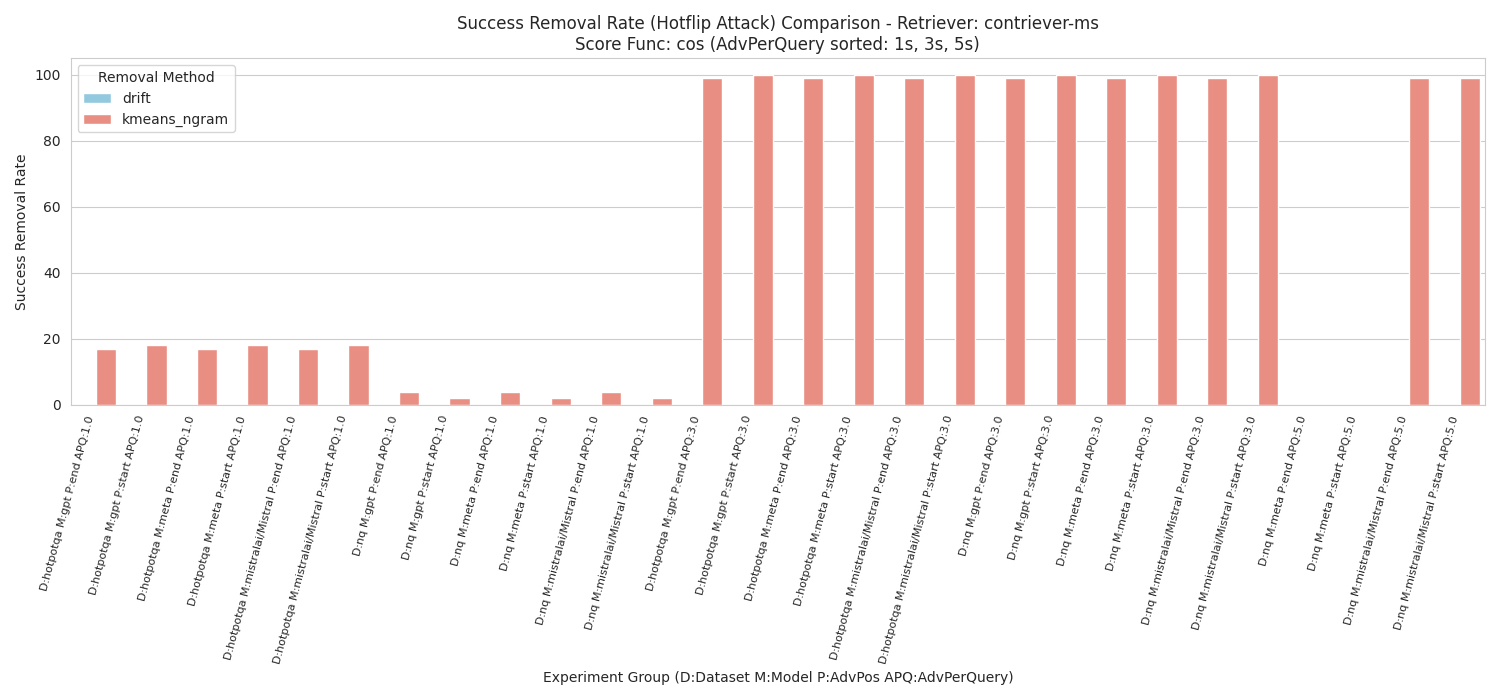 Success Removal Rate (Hotflip Attack) Comparison - Retriever: contriever-ms
Score Func: cos (AdvPerQuery sorted: 1s, 3s, 5s)
Removal Method
drift
kmeans_ngram
Success Removal Rate
100
80
60
40
20
0
D:hotpotqa M:gpt P:end APQ:1.0
D:hotpotqa M:gpt P:start APQ:1.0
D:hotpotqa M:meta P:end APQ:1.0
D:hotpotqa M:meta P:start APQ:1.0
D:hotpotqa M:mistralai/Mistral P:end APQ:1.0
D:hotpotqa M:mistralai/Mistral P:start APQ:1.0
D:nq M:gpt P:end APQ:1.0
D:nq M:gpt P:start APQ:1.0
D:nq M:meta P:end APQ:1.0
D:nq M:meta P:start APQ:1.0
D:nq M:mistralai/Mistral P:end APQ:1.0
D:nq M:mistralai/Mistral P:start APQ:1.0
D:hotpotqa M:gpt P:end APQ:3.0
D:hotpotqa M:gpt P:start APQ:3.0
D:hotpotqa M:meta P:end APQ:3.0
D:hotpotqa M:meta P:start APQ:3.0
D:hotpotqa M:mistralai/Mistral P:end APQ:3.0
D:hotpotqa M:mistralai/Mistral P:start APQ:3.0
D:nq M:gpt P:end APQ:3.0
D:nq M:gpt P:start APQ:3.0
D:nq M:meta P:end APQ:3.0
D:nq M:meta P:start APQ:3.0
D:nq M:mistralai/Mistral P:end APQ:3.0
D:nq M:mistralai/Mistral P:start APQ:3.0
D:nq M:meta P:end APQ:5.0
D:nq M:meta P:start APQ:5.0
D:nq M:mistralai/Mistral P:end APQ:5.0
D:nq M:mistralai/Mistral P:start APQ:5.0
Experiment Group (D:Dataset M:Model P:AdvPos APQ:AdvPerQuery)